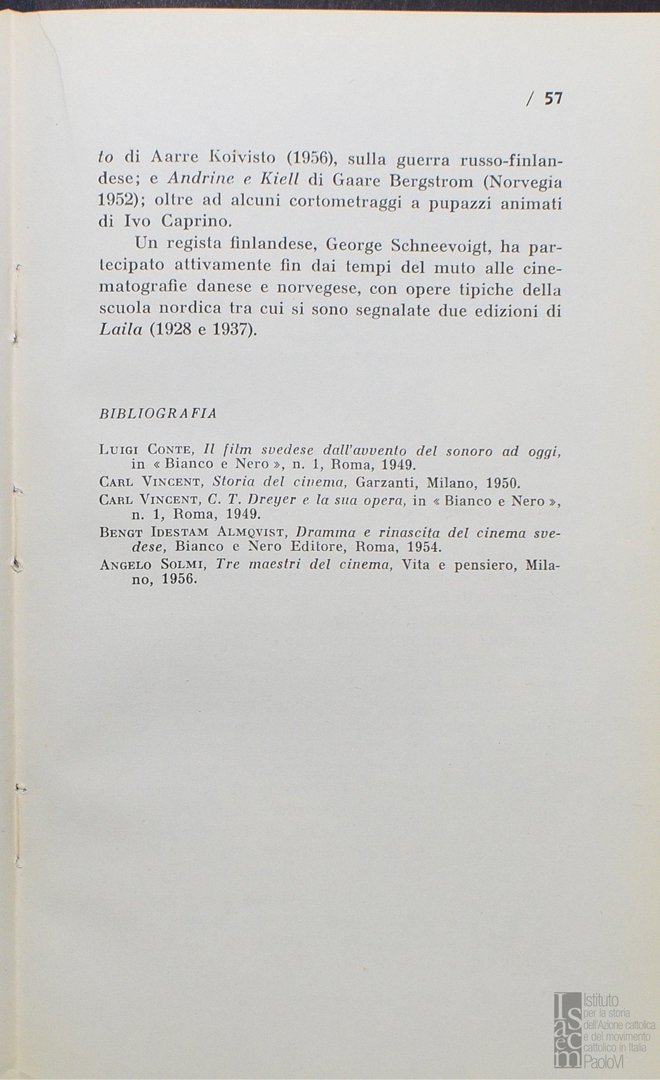 / 57
to di Aarre Koivisto (1956), sulla guerra russo-finlan-
dese; e Andrine e Kiell di Gaare Bergstrom (Norvegia
1952); oltre ad alcuni cortometraggi a pupazzi animati
di Ivo Caprino.
Un regista finlandese, George Schneevoigt, ha par-
tecipato attivamente fin dai tempi del muto alle cine-
matografie danese e norvegese, con opere tipiche della
scuola nordica tra cui si sono segnalate due edizioni di
Laila (1928 e 1937).
BIBLIOGRAFIA
LUIGI CONTE, Il film svedese dall'avvento del sonoro ad oggi,
in « Bianco e Nero », n. 1, Roma, 1949.
CARL VINCENT, Storia del cinema, Garzanti, Milano, 1950.
CARL VINCENT, C. T. Dreyer e la sua opera, in « Bianco e Nero »,
n. 1, Roma, 1949.
BENGT IDESTAM ALMQVIST, Dramma e rinascita del cinema sve-
dese, Bianco e Nero Editore, Roma, 1954.
ANGELO SOLMI, Tre maestri del cinema, Vita e pensiero, Mila-
no, 1956.
Isacem
Istituto
per la storia
dell'Azione cattolica
e del movimento
cattolico in Italia
PaoloVI